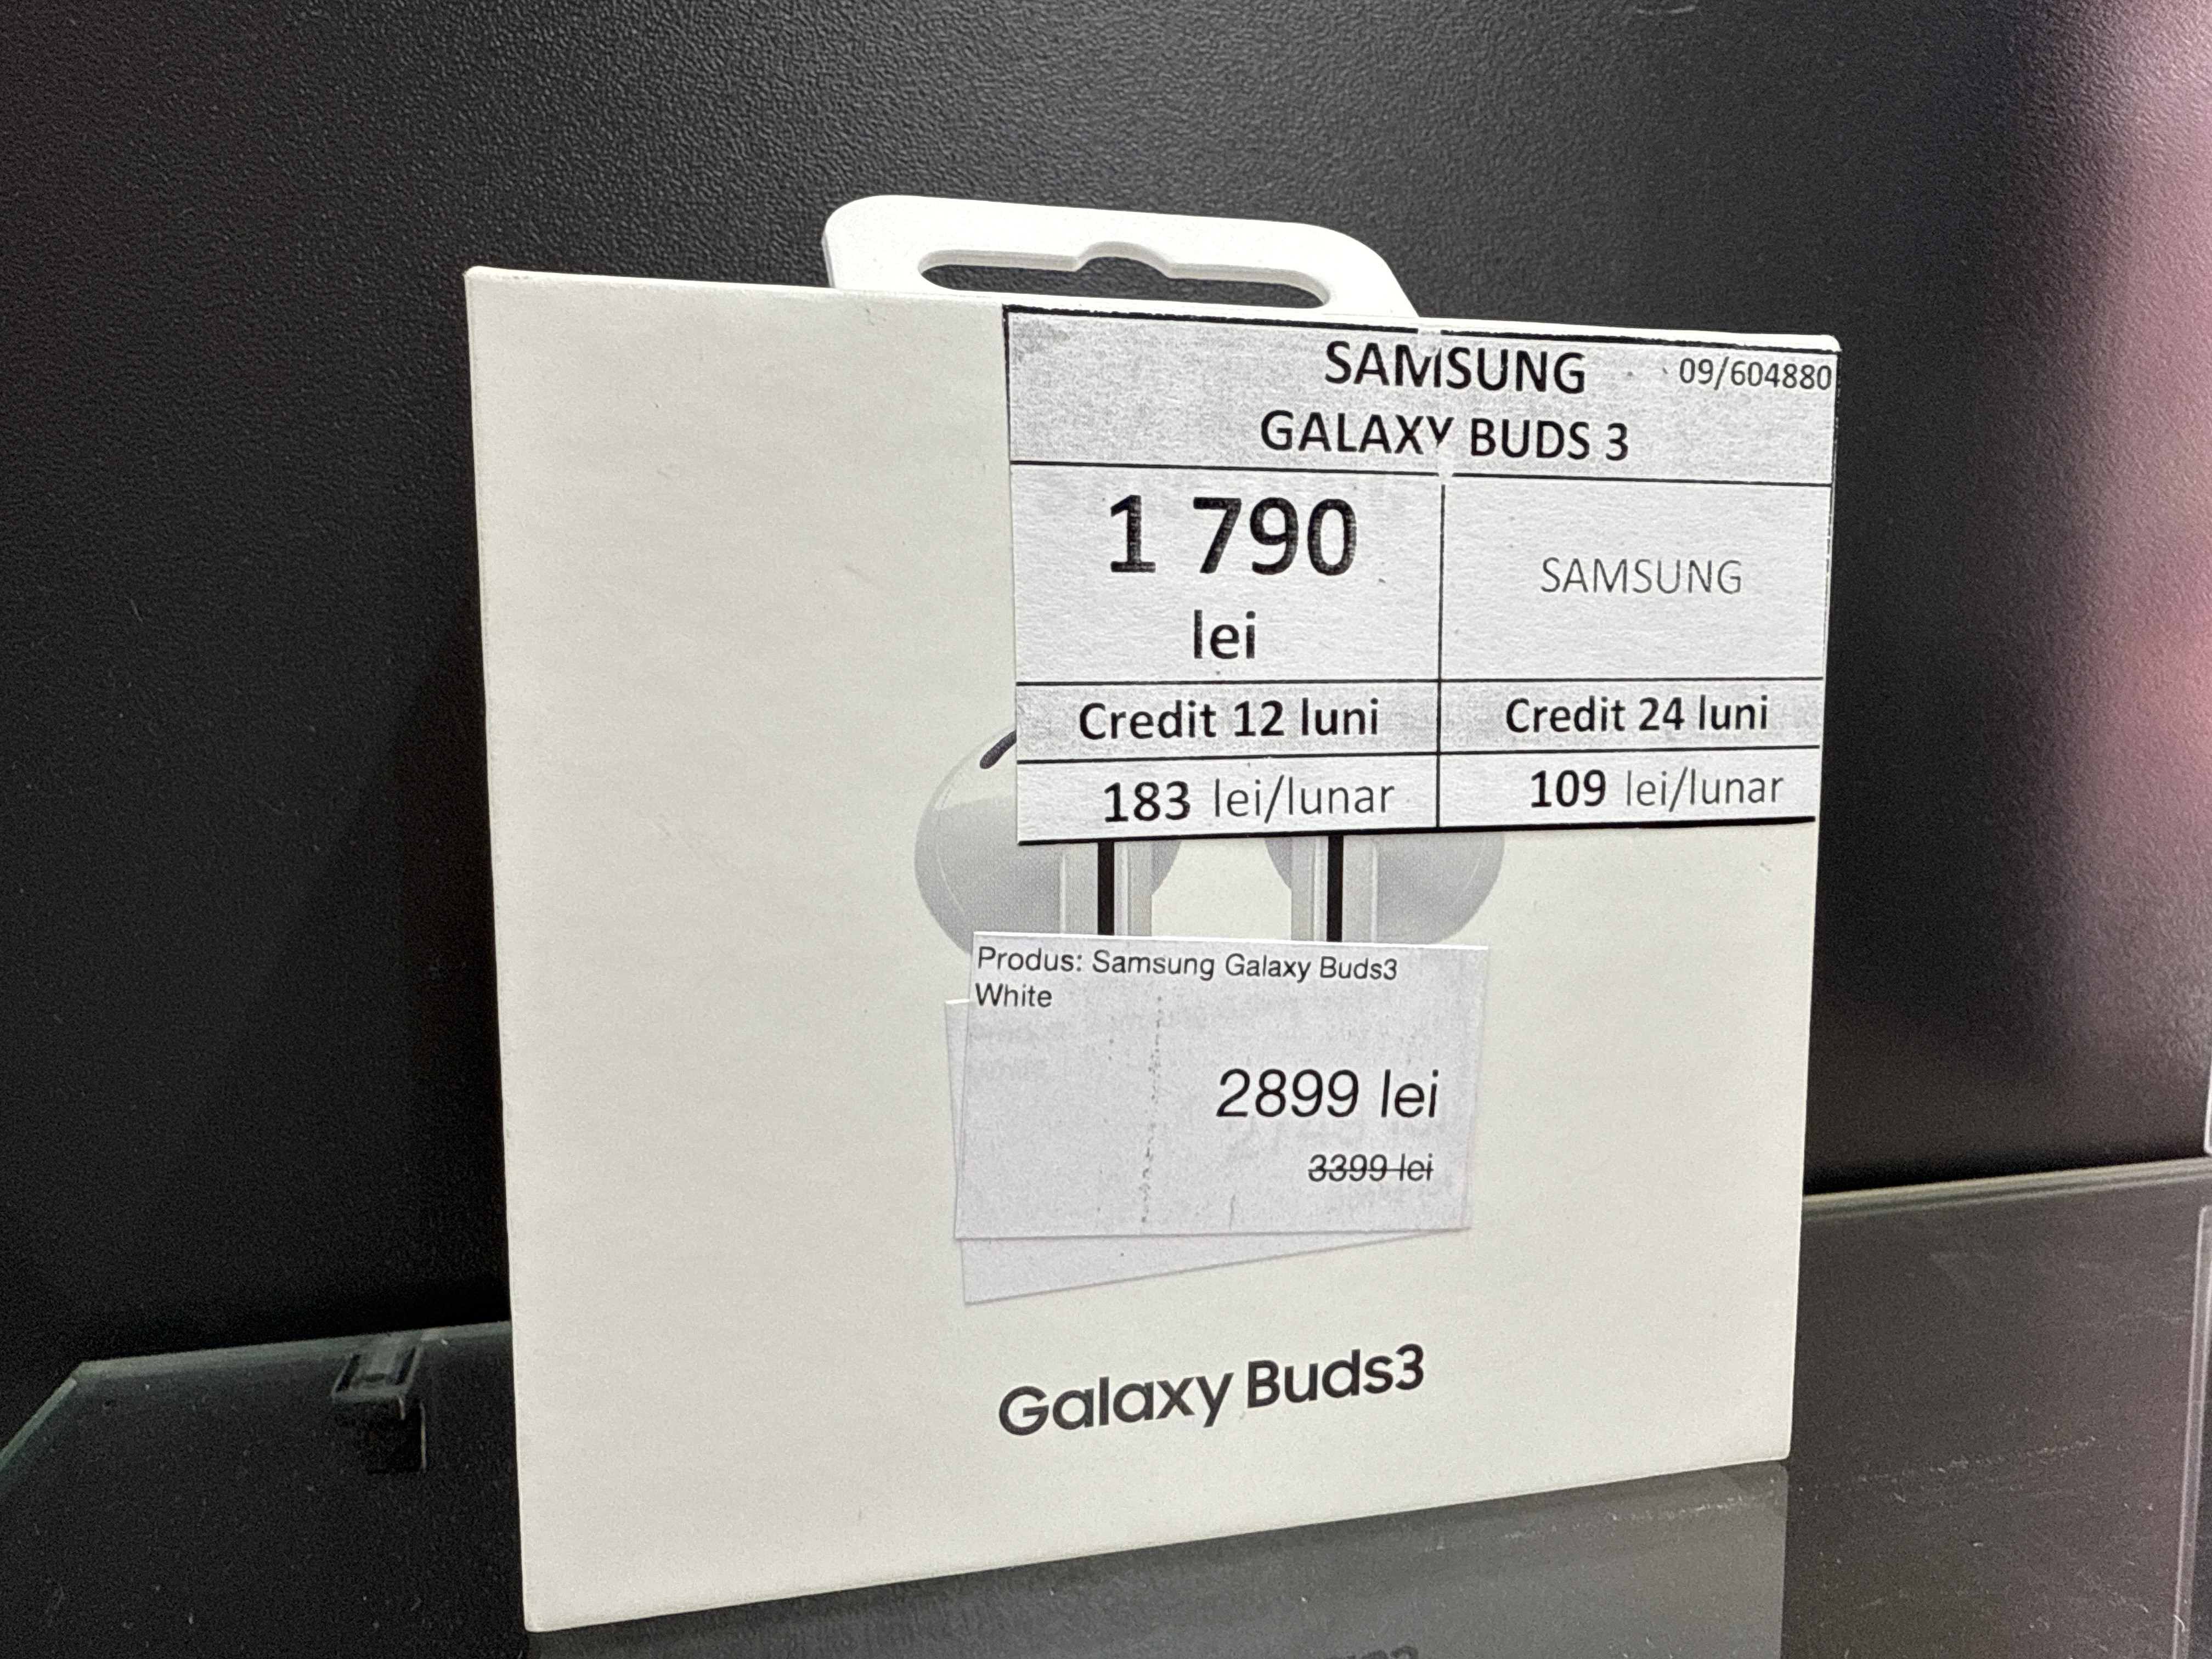 SAMSUNG 09/604880
GALAXY BUDS 3
1 790
lei
SAMSUNG
Credit 12 luni Credit 24 luni
183 lei/lunar 109 lei/lunar
Produs: Samsung Galaxy Buds3
White
2899 lei
3399 lei
Galaxy Buds3